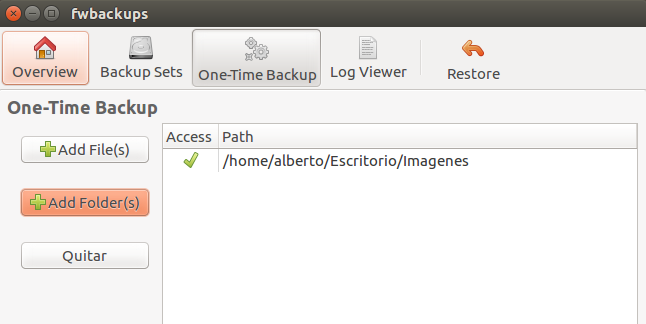 fwbackups
Overview Backup Sets One-Time Backup Log Viewer Restore
One-Time Backup
Add File(s)
Add Folder(s)
Quitar
Access Path
/home/alberto/Escritorio/Imagenes